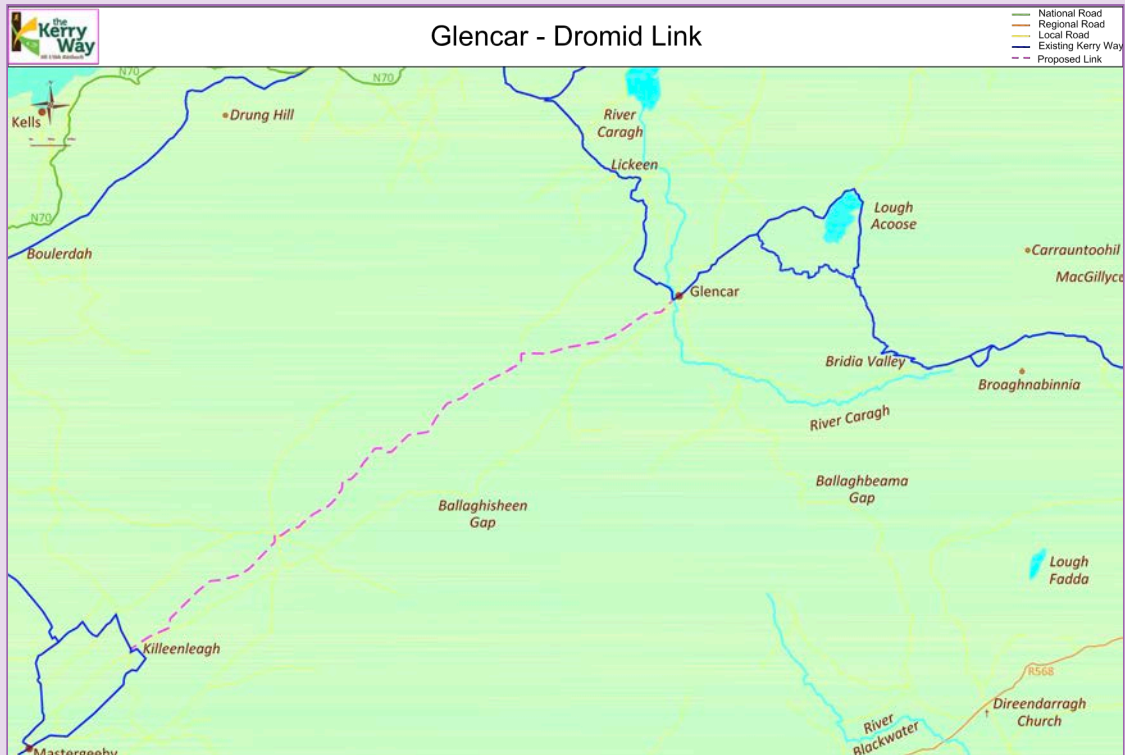 the
Kerry
Way
Glencar - Dromid Link
National Road
Regional Road
Local Road
Existing Kerry Way
Proposed Link
N70
N70
Kells
Drung Hill
River
Caragh
Lickeen
N70
Boulerdah
Lough
Acoose
Carrauntoohil
MacGillyc
Glencar
Bridia Valley
Broaghnabinnia
River Caragh
Ballaghisheen
Gap
Ballaghbeama
Gap
Lough
Fadda
Killeenleagh
R568
Direendarragh
Church
River
Blackwater
Mastergeehy